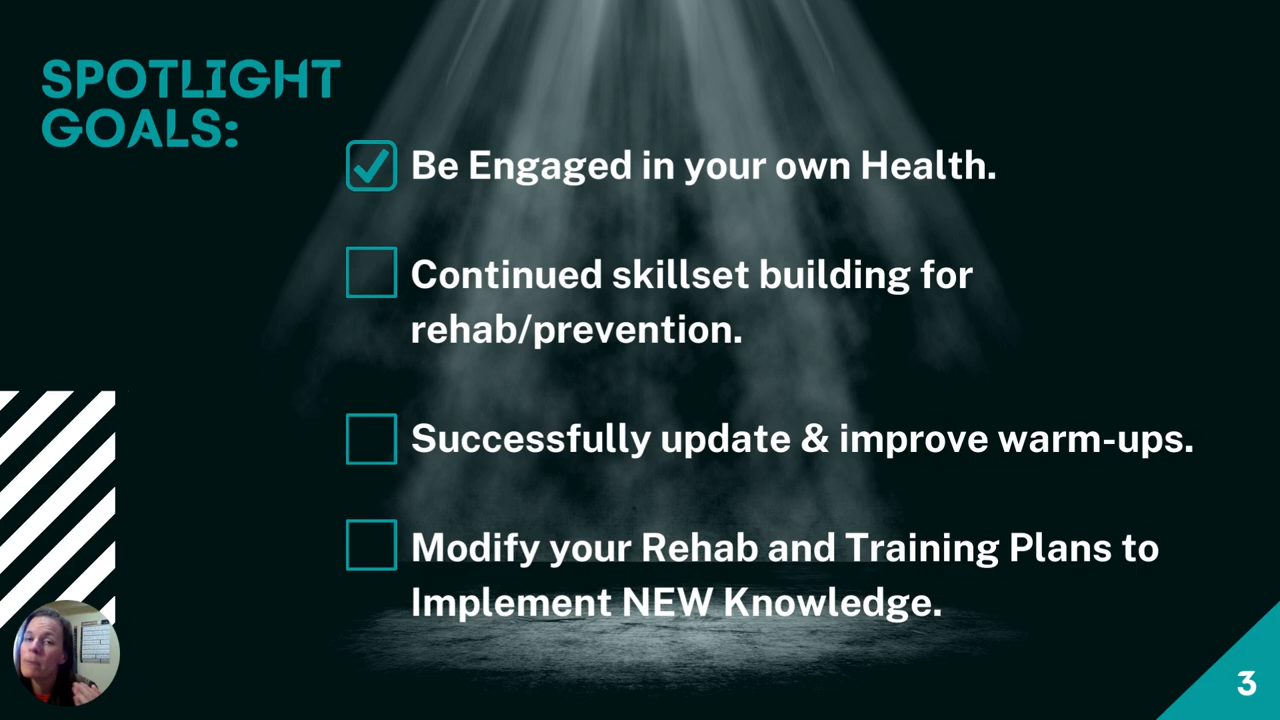 SPOTLIGHT
GOALS:
Be Engaged in your own Health.
Continued skillset building for
rehab/prevention.
Successfully update & improve warm-ups.
Modify your Rehab and Training Plans to
Implement NEW Knowledge.
3